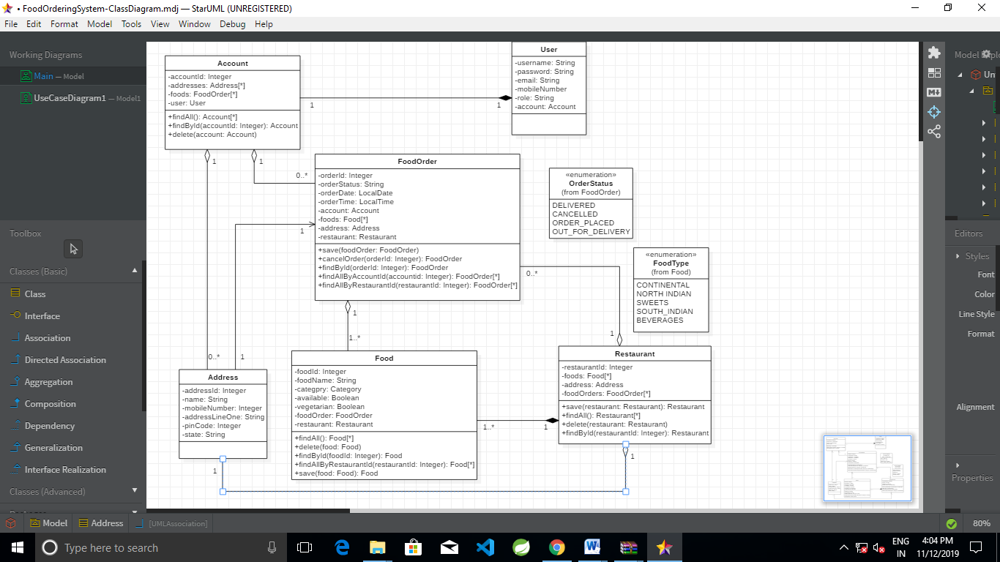 • FoodOrderingSystem-ClassDiagram.mdj — StarUML (UNREGISTERED)
File Edit Format Model Tools View Window Debug Help
Working Diagrams
Main — Model
UseCaseDiagram1 — Model1
Toolbox
Classes (Basic)
Class
Interface
Association
Directed Association
Aggregation
Composition
Dependency
Generalization
Interface Realization
Classes (Advanced)
Account
-accountId: Integer
-addresses: Address[*]
-foods: FoodOrder[*]
-user: User
+findAll(): Account[*]
+findById(accountId: Integer): Account
+delete(account: Account)
1
1
User
-username: String
-password: String
-email: String
-mobileNumber
-role: String
-account: Account
1
1
0..*
FoodOrder
-orderId: Integer
-orderStatus: String
-orderDate: LocalDate
-orderTime: LocalTime
-account: Account
-foods: Food[*]
-address: Address
-restaurant: Restaurant
+save(foodOrder: FoodOrder)
+cancelOrder(orderId: Integer): FoodOrder
+findById(orderId: Integer): FoodOrder
+findAllByAccountId(accountid: Integer): FoodOrder[*]
+findAllByRestaurantId(restaurantId: Integer): FoodOrder[*]
1
«enumeration»
OrderStatus
(from FoodOrder)
DELIVERED
CANCELLED
ORDER_PLACED
OUT_FOR_DELIVERY
«enumeration»
FoodType
(from Food)
CONTINENTAL
NORTH INDIAN
SWEETS
SOUTH_INDIAN
BEVERAGES
0..*
1
1
1..*
0..*
1
Address
-addressId: Integer
-name: String
-mobileNumber: Integer
-addressLineOne: String
-pinCode: Integer
-state: String
1
Food
-foodId: Integer
-foodName: String
-categpry: Category
-available: Boolean
-vegetarian: Boolean
-foodOrder: FoodOrder
-restaurant: Restaurant
+findAll(): Food[*]
+delete(food: Food)
+findById(foodId: Integer): Food
+findAllByRestaurantId(restaurantId: Integer): Food[*]
+save(food: Food): Food
1..*
1
Restaurant
-restaurantId: Integer
-foods: Food[*]
-address: Address
-foodOrders: FoodOrder[*]
+save(restaurant: Restaurant): Restaurant
+findAll(): Restaurant[*]
+delete(restaurant: Restaurant)
+findById(restaurantId: Integer): Restaurant
1
Model Explo
Un
Editors
Styles
Font
Color
Line Style
Format
Alignment
Properties
Model Address [UMLAssociation]
80%
Type here to search
ENG
IN
4:04 PM
11/12/2019